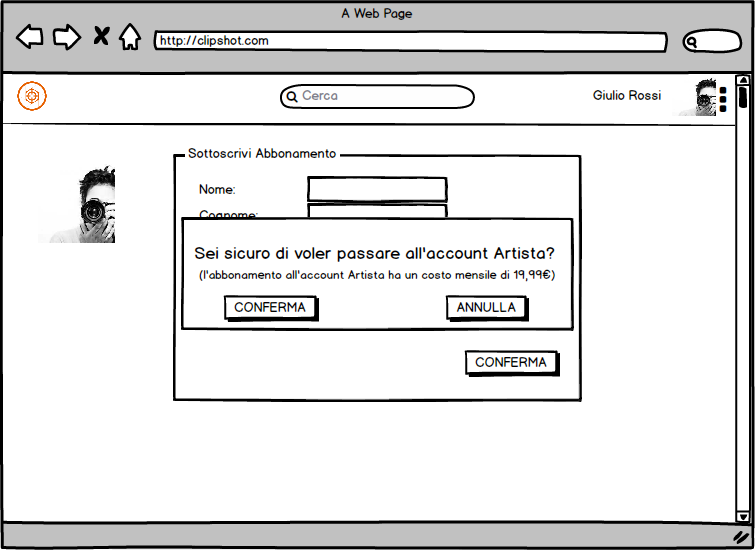 A Web Page
http://clipshot.com
Cerca
Giulio Rossi
Sottoscrivi Abbonamento
Nome:
Cognome:
Sei sicuro di voler passare all'account Artista?
(l'abbonamento all'account Artista ha un costo mensile di 19,99€)
CONFERMA
ANNULLA
CONFERMA